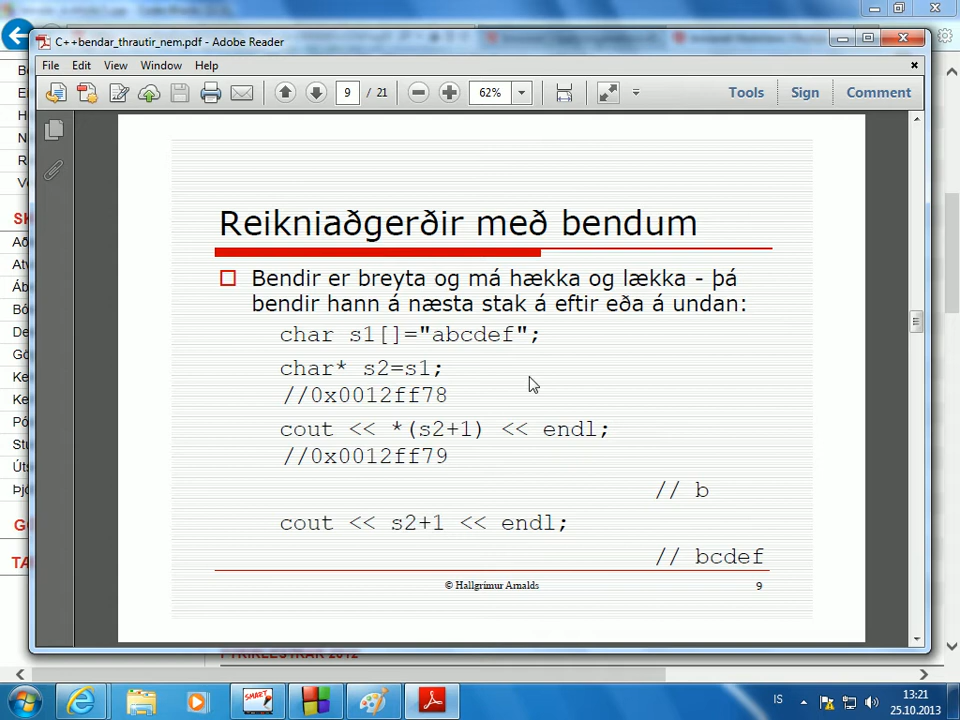 C++bendar_thrautir_nem.pdf - Adobe Reader
File Edit View Window Help
9 / 21 62% Tools Sign Comment
Reikniaðgerðir með bendum
Bendir er breyta og má hækka og lækka - þá
bendir hann á næsta stak á eftir eða á undan:
char s1[]="abcdef";
char* s2=s1;
//0x0012ff78
cout << *(s2+1) << endl;
//0x0012ff79
// b
cout << s2+1 << endl;
// bcdef
© Hallgrímur Arnalds 9
IS 13:21
25.10.2013